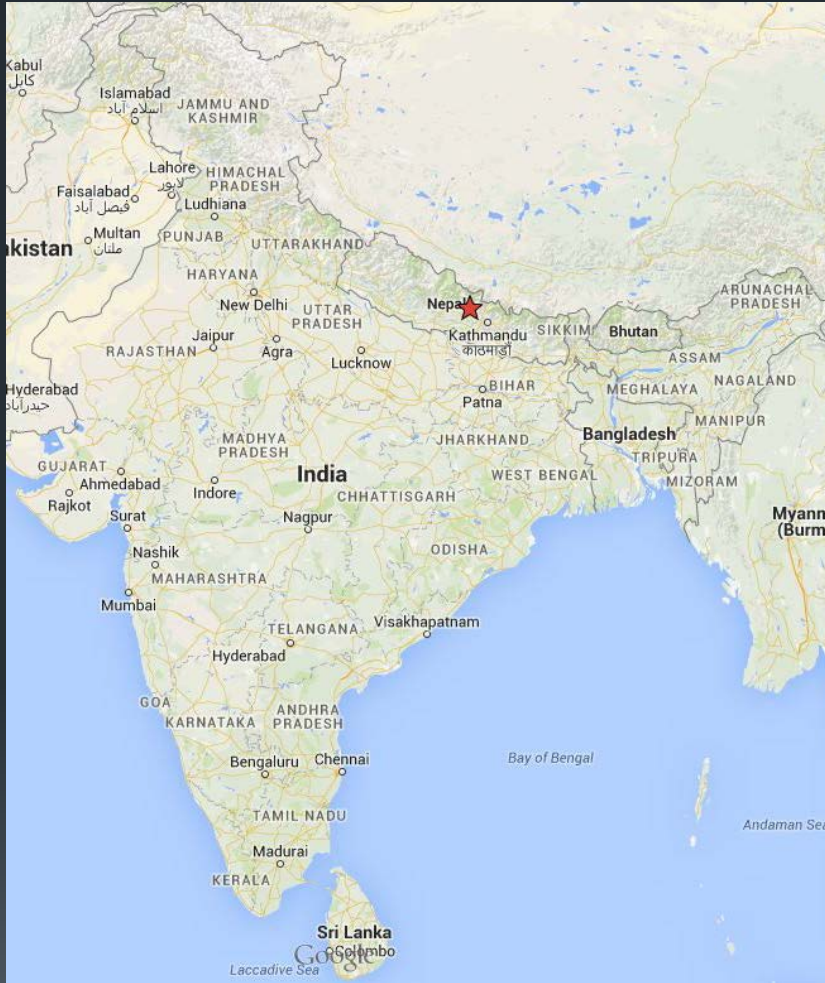 Kabul
كابل
Islamabad
اسلام آباد
JAMMU AND
KASHMIR
Lahore
لاہور
HIMACHAL
PRADESH
Faisalabad
فیصل آباد
Ludhiana
Multan
ملتان
PUNJAB
UTTARAKHAND
akistan
HARYANA
New Delhi
UTTAR
PRADESH
Nepal
ARUNACHAL
PRADESH
Jaipur
RAJASTHAN
Agra
Lucknow
Kathmandu
काठमाडौं
SIKKIM
Bhutan
ASSAM
Hyderabad
حیدرآباد
BIHAR
Patna
MEGHALAYA
NAGALAND
MANIPUR
MADHYA
PRADESH
JHARKHAND
Bangladesh
TRIPURA
GUJARAT
Ahmedabad
India
WEST BENGAL
MIZORAM
Rajkot
Indore
CHHATTISGARH
Surat
Nagpur
Myanm
(Burm
Nashik
ODISHA
MAHARASHTRA
Mumbai
TELANGANA
Visakhapatnam
Hyderabad
GOA
KARNATAKA
ANDHRA
PRADESH
Bengaluru
Chennai
Bay of Bengal
TAMIL NADU
Andaman Sea
Madurai
KERALA
Sri Lanka
Colombo
Google
Laccadive Sea